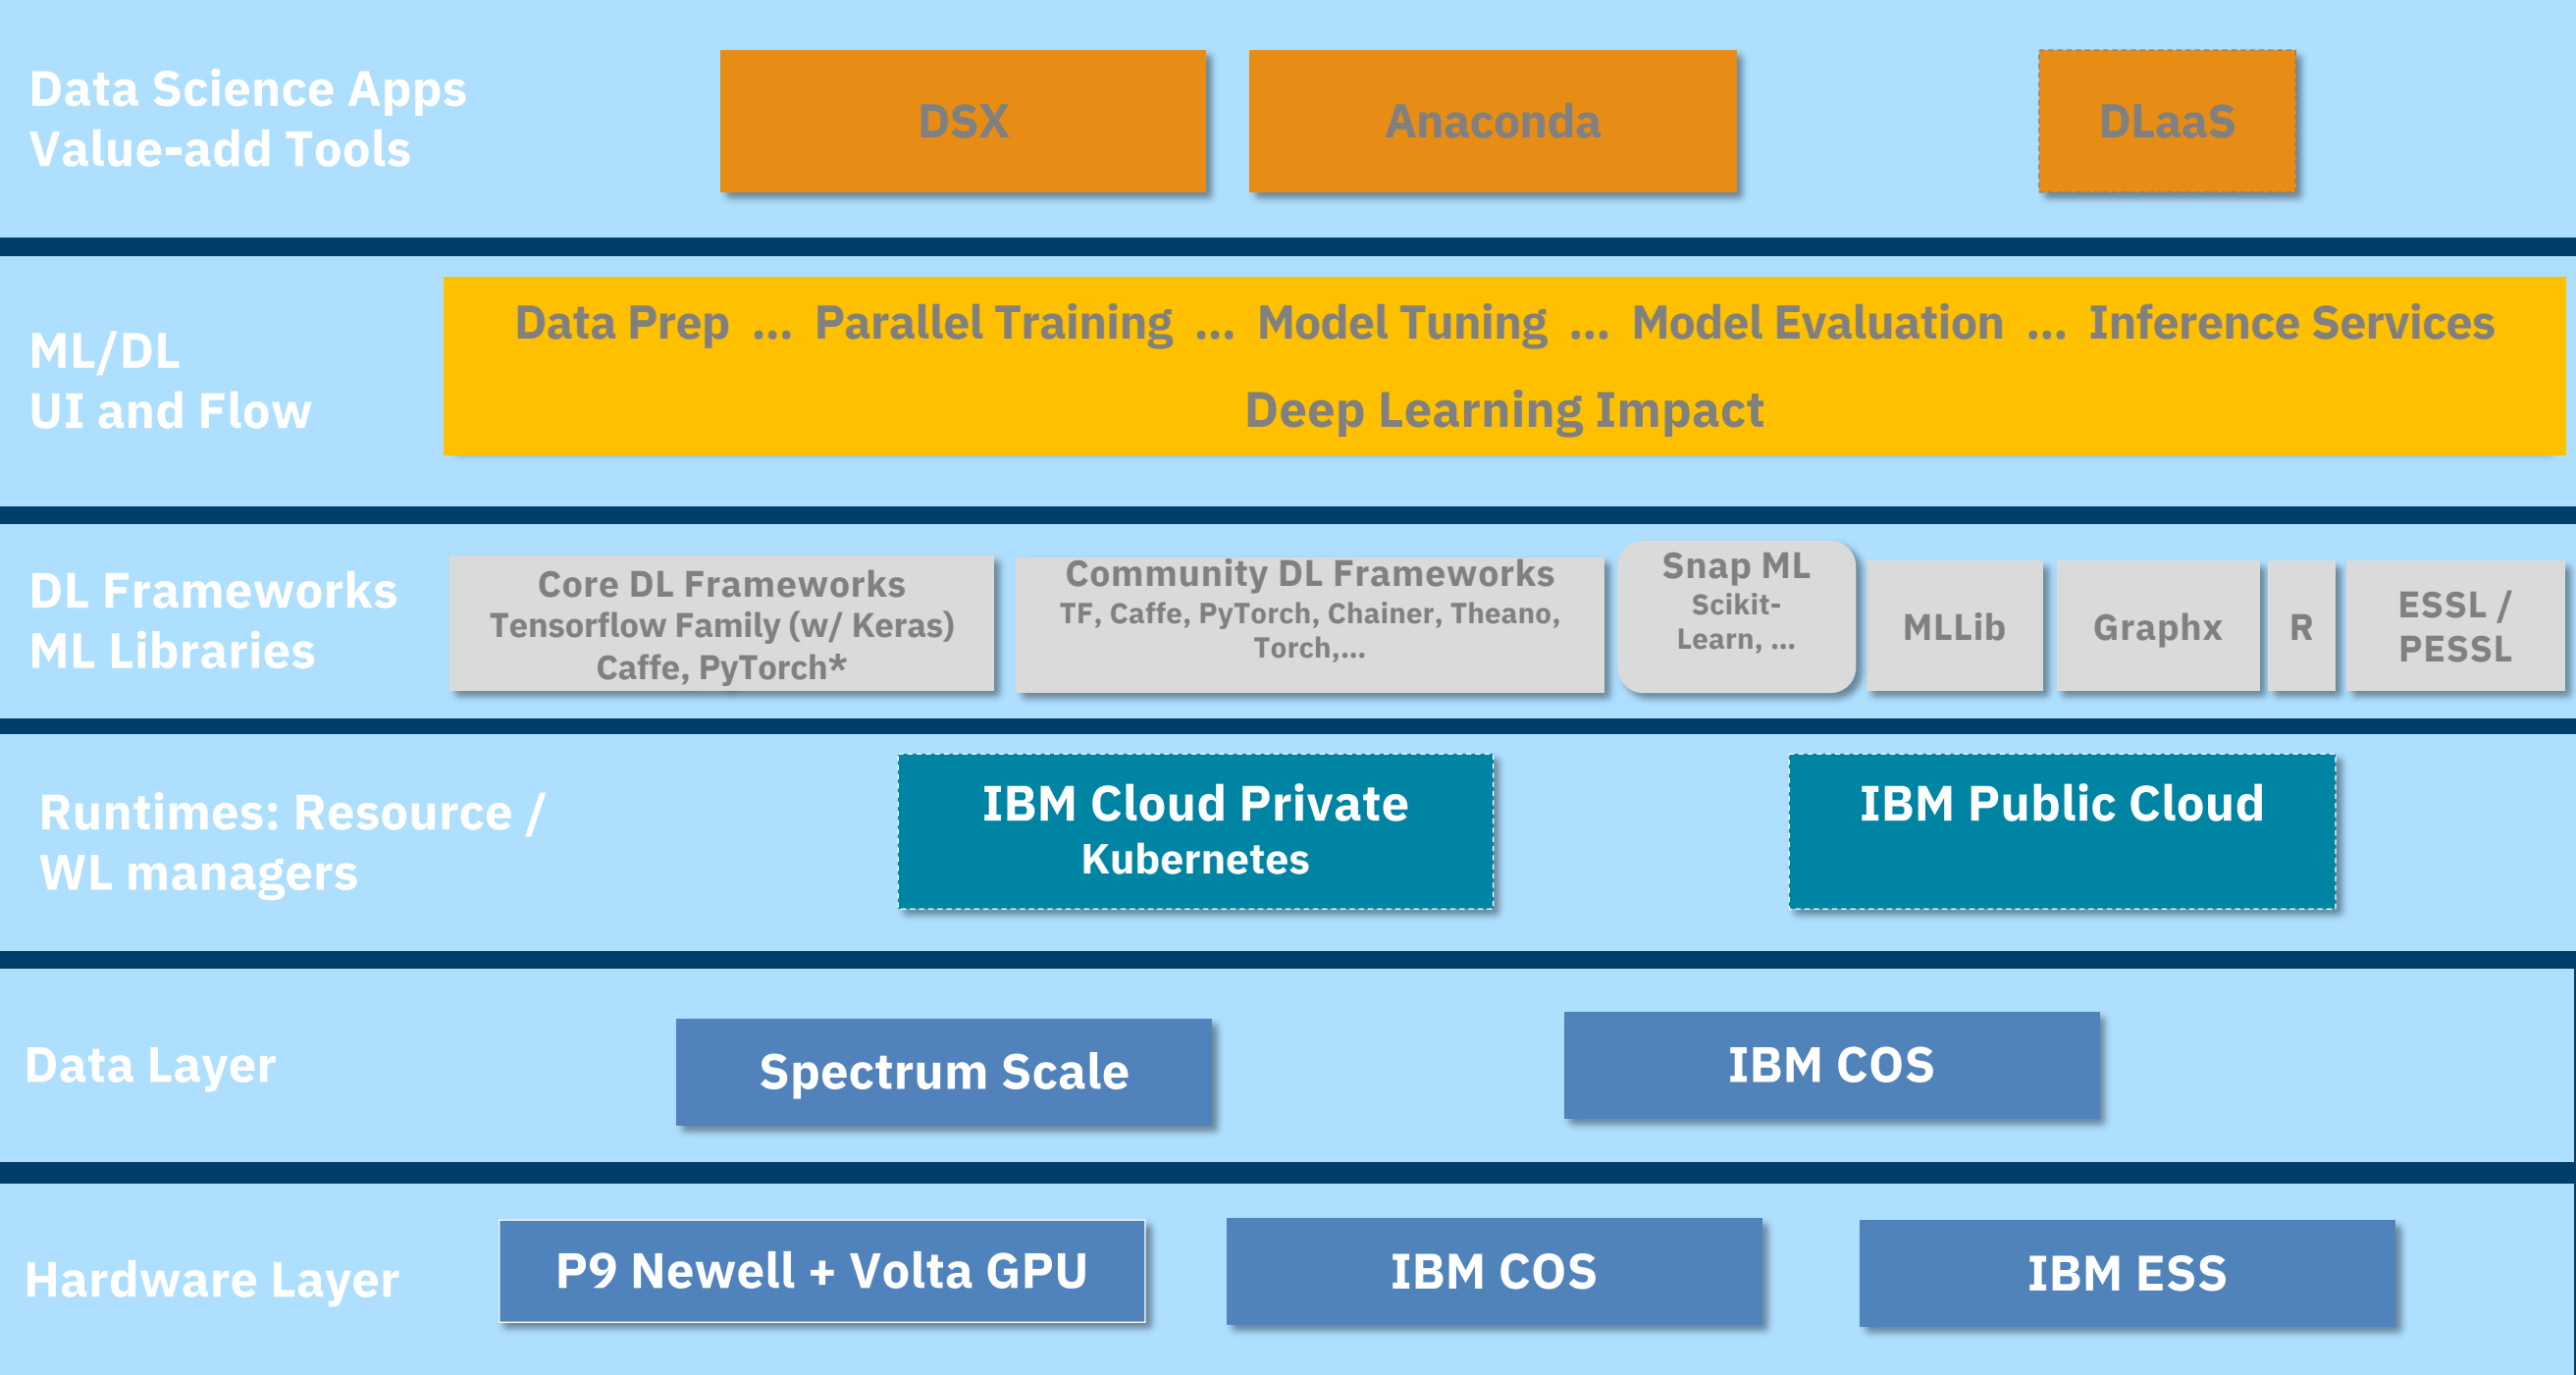 Data Science Apps
Value-add Tools
DSX
Anaconda
DLaaS
ML/DL
UI and Flow
Data Prep ... Parallel Training ... Model Tuning ... Model Evaluation ... Inference Services
Deep Learning Impact
DL Frameworks
ML Libraries
Core DL Frameworks
Tensorflow Family (w/ Keras)
Caffe, PyTorch*
Community DL Frameworks
TF, Caffe, PyTorch, Chainer, Theano,
Torch,...
Snap ML
Scikit-
Learn, ...
MLLib
Graphx
R
ESSL /
PESSL
Runtimes: Resource /
WL managers
IBM Cloud Private
Kubernetes
IBM Public Cloud
Data Layer
Spectrum Scale
IBM COS
Hardware Layer
P9 Newell + Volta GPU
IBM COS
IBM ESS